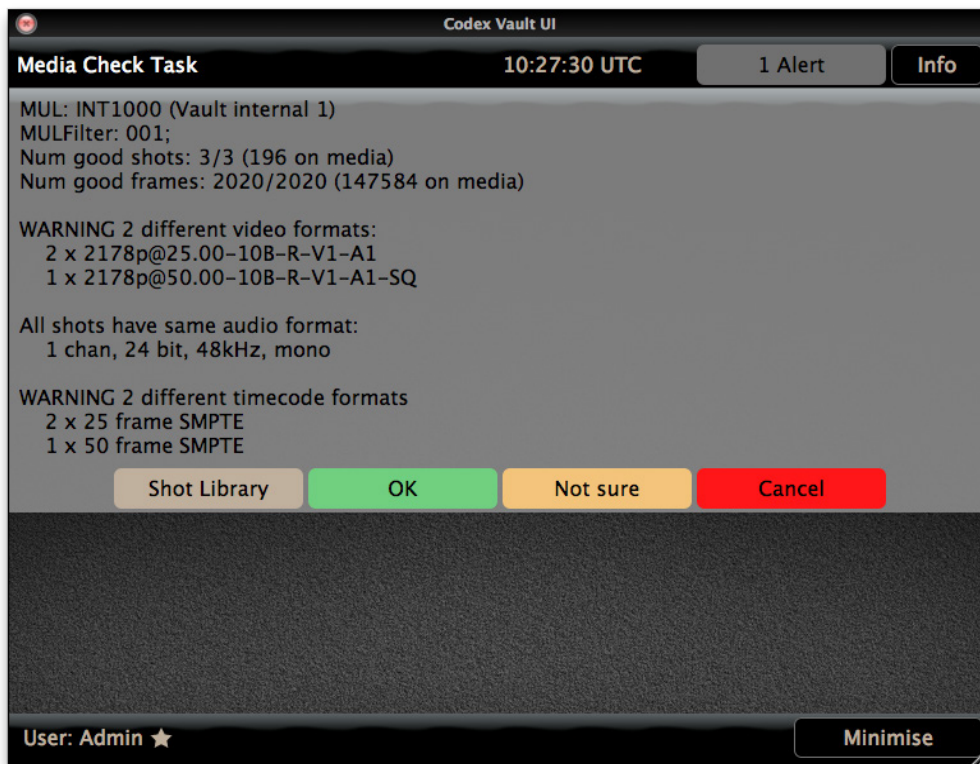 Codex Vault UI
Media Check Task 10:27:30 UTC 1 Alert Info
MUL: INT1000 (Vault internal 1)
MULFilter: 001;
Num good shots: 3/3 (196 on media)
Num good frames: 2020/2020 (147584 on media)
WARNING 2 different video formats:
2 x 2178p@25.00-10B-R-V1-A1
1 x 2178p@50.00-10B-R-V1-A1-SQ
All shots have same audio format:
1 chan, 24 bit, 48kHz, mono
WARNING 2 different timecode formats
2 x 25 frame SMPTE
1 x 50 frame SMPTE
Shot Library OK Not sure Cancel
User: Admin ★ Minimise